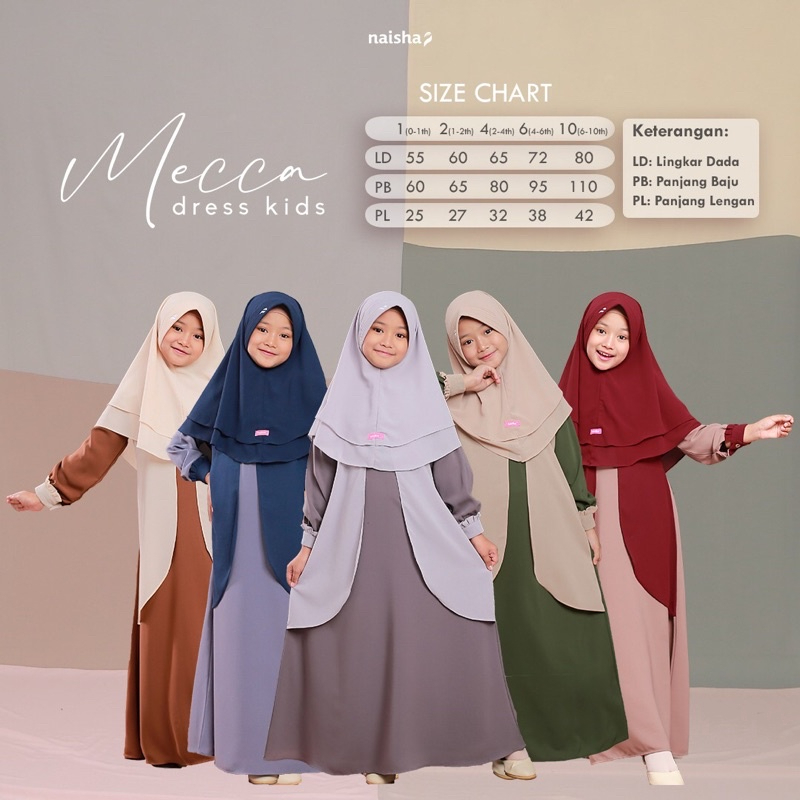 naisha
SIZE CHART
Mecca
dress kids
1(0-1th) 2(1-2th) 4(2-4th) 6(4-6th) 10(6-10th)
LD 55 60 65 72 80
PB 60 65 80 95 110
PL 25 27 32 38 42
Keterangan:
LD: Lingkar Dada
PB: Panjang Baju
PL: Panjang Lengan